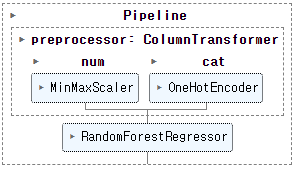 Pipeline
preprocessor: ColumnTransformer
num cat
MinMaxScaler OneHotEncoder
RandomForestRegressor